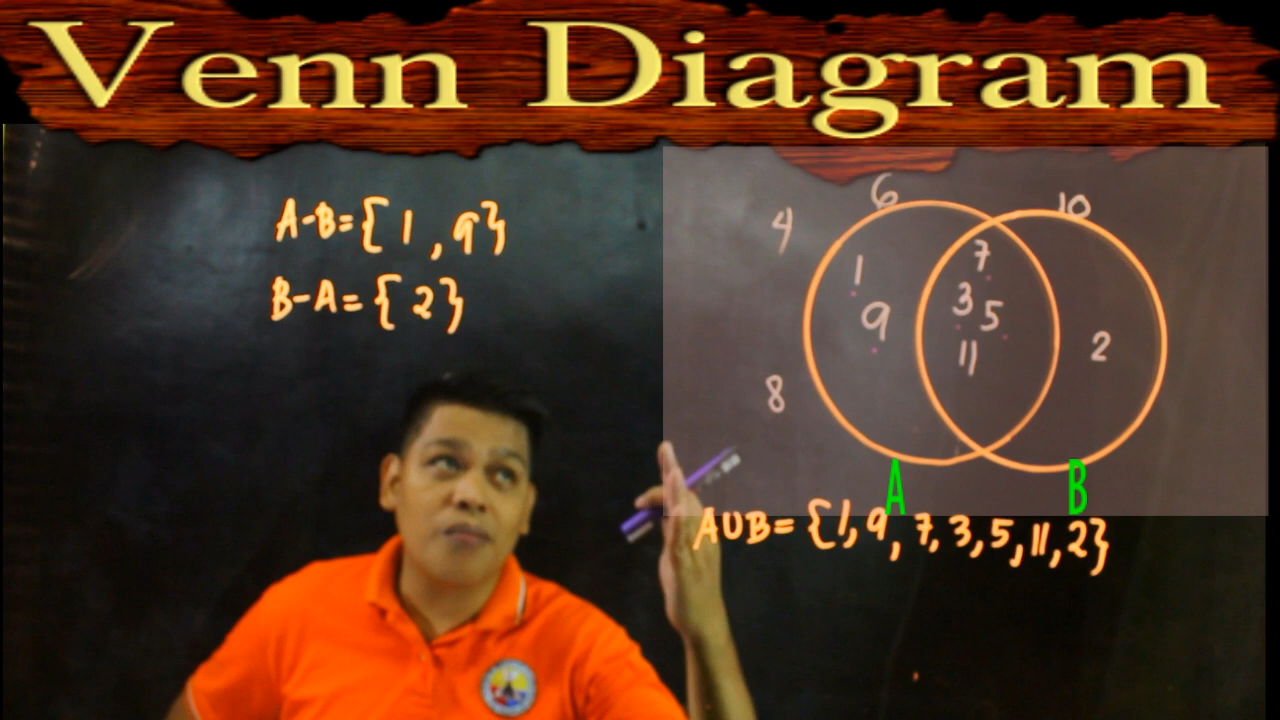 Venn Diagram
A-B={1, 9}
B-A={2}
4
6
10
1
9
7
3
5
11
2
8
A
B
AUB={1, 9, 7, 3, 5, 11, 2}